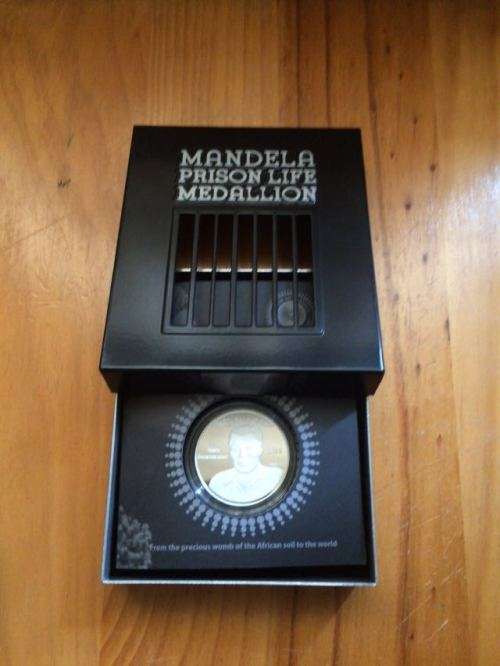 MANDELA
PRISON LIFE
MEDALLION
From the precious womb of the African soil to the world